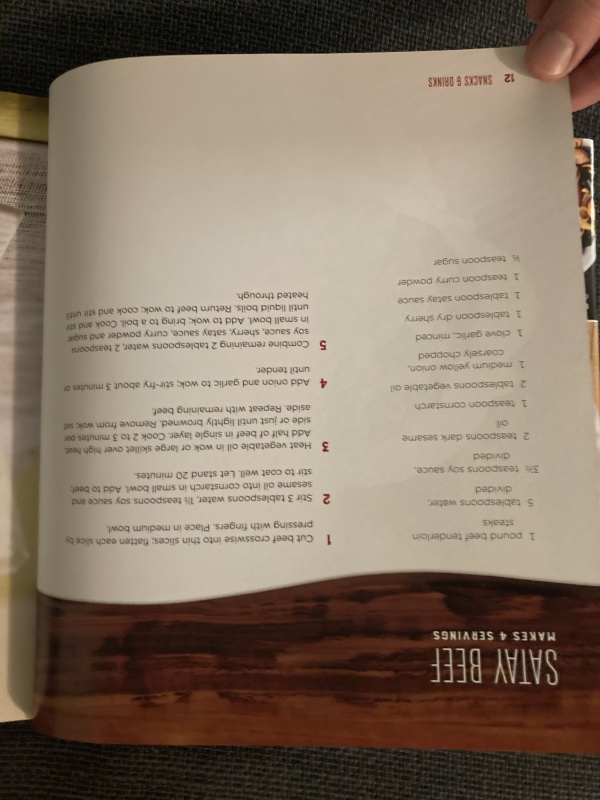 SATAY BEEF
MAKES 4 SERVINGS
1 pound beef tenderloin
steaks
5 tablespoons water,
divided
3½ teaspoons soy sauce,
divided
2 teaspoons dark sesame
oil
1 teaspoon cornstarch
2 tablespoons vegetable oil
1 medium yellow onion,
coarsely chopped
1 clove garlic, minced
1 tablespoon dry sherry
1 tablespoon satay sauce
1 teaspoon curry powder
½ teaspoon sugar
1 Cut beef crosswise into thin slices; flatten each slice by
pressing with fingers. Place in medium bowl.
2 Stir 3 tablespoons water, 1½ teaspoons soy sauce and
sesame oil into cornstarch in small bowl. Add to beef;
stir to coat well. Let stand 20 minutes.
3 Heat vegetable oil in wok or large skillet over high heat.
Add half of beef in single layer. Cook 2 to 3 minutes per
side or just until lightly browned. Remove from wok; set
aside. Repeat with remaining beef.
4 Add onion and garlic to wok; stir-fry about 3 minutes or
until tender.
5 Combine remaining 2 tablespoons water, 2 teaspoons
soy sauce, sherry, satay sauce, curry powder and sugar
in small bowl. Add to wok; bring to a boil. Cook and stir
until liquid boils. Return beef to wok; cook and stir until
heated through.
12 SNACKS & DRINKS